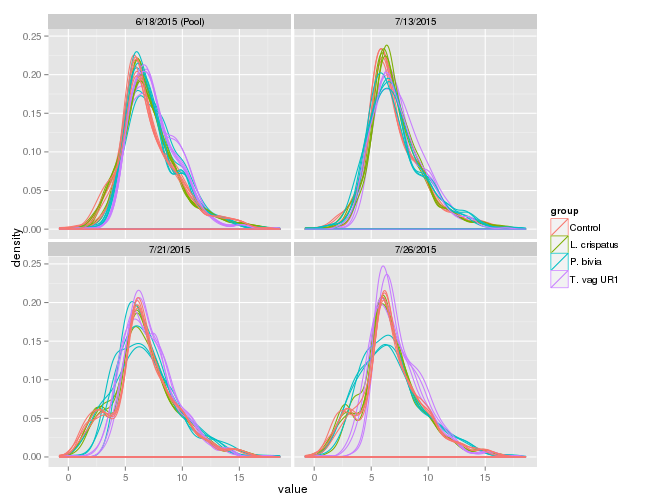 6/18/2015 (Pool)
7/13/2015
0.25
0.20
0.15
0.10
0.05
0.00
7/21/2015
7/26/2015
0.25
0.20
0.15
0.10
0.05
0.00
0
5
10
15
0
5
10
15
value
density
group
Control
L. crispatus
P. bivia
T. vag UR1